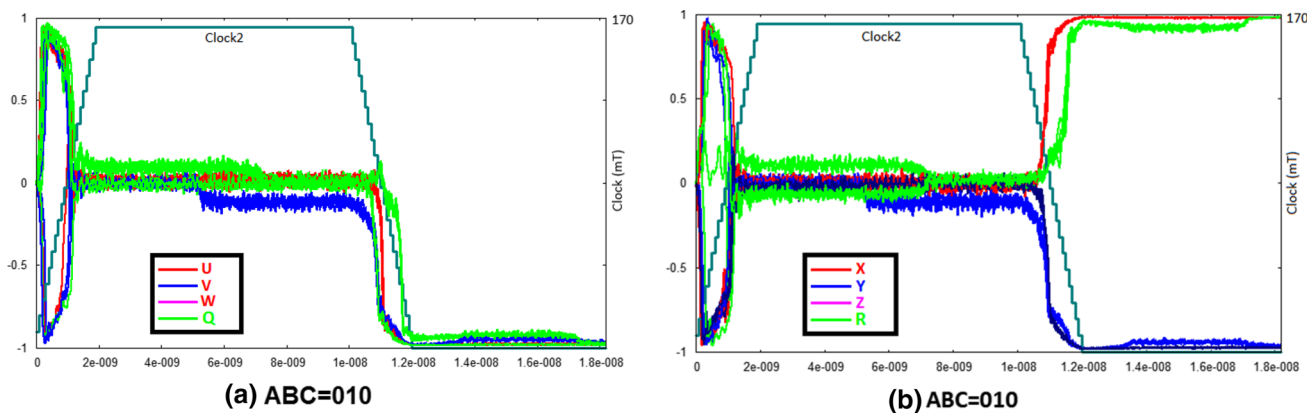 1
0.5
0
-0.5
-1
170
Clock (mT)
Clock2
U
V
W
Q
0 2e-009 4e-009 6e-009 8e-009 1e-008 1.2e-008 1.4e-008 1.6e-008 1.8e-008
(a) ABC=010
1
0.5
0
-0.5
-1
170
Clock (mT)
Clock2
X
Y
Z
R
0 2e-009 4e-009 6e-009 8e-009 1e-008 1.2e-008 1.4e-008 1.6e-008 1.8e-008
(b) ABC=010